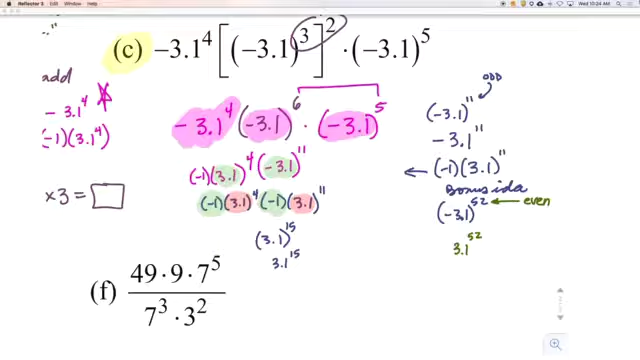 Reflector 3 Window Help
Wed 10:24 AM
(c) -3.1⁴ [(-3.1)³]² · (-3.1)⁵
add
-3.1⁴
(-1)(3.1⁴)
×3 = □
-3.1⁴ (-3.1)⁶ · (-3.1)⁵
(-1)(3.1)⁴ (-3.1)¹¹
(-1)(3.1)⁴ (-1)(3.1)¹¹
(3.1)¹⁵
3.1¹⁵
odd
(-3.1)¹¹
-3.1¹¹
(-1)(3.1)¹¹
Bonus idea
(-3.1)⁵² ← even
3.1⁵²
(f) 49 · 9 · 7⁵
7³ · 3²